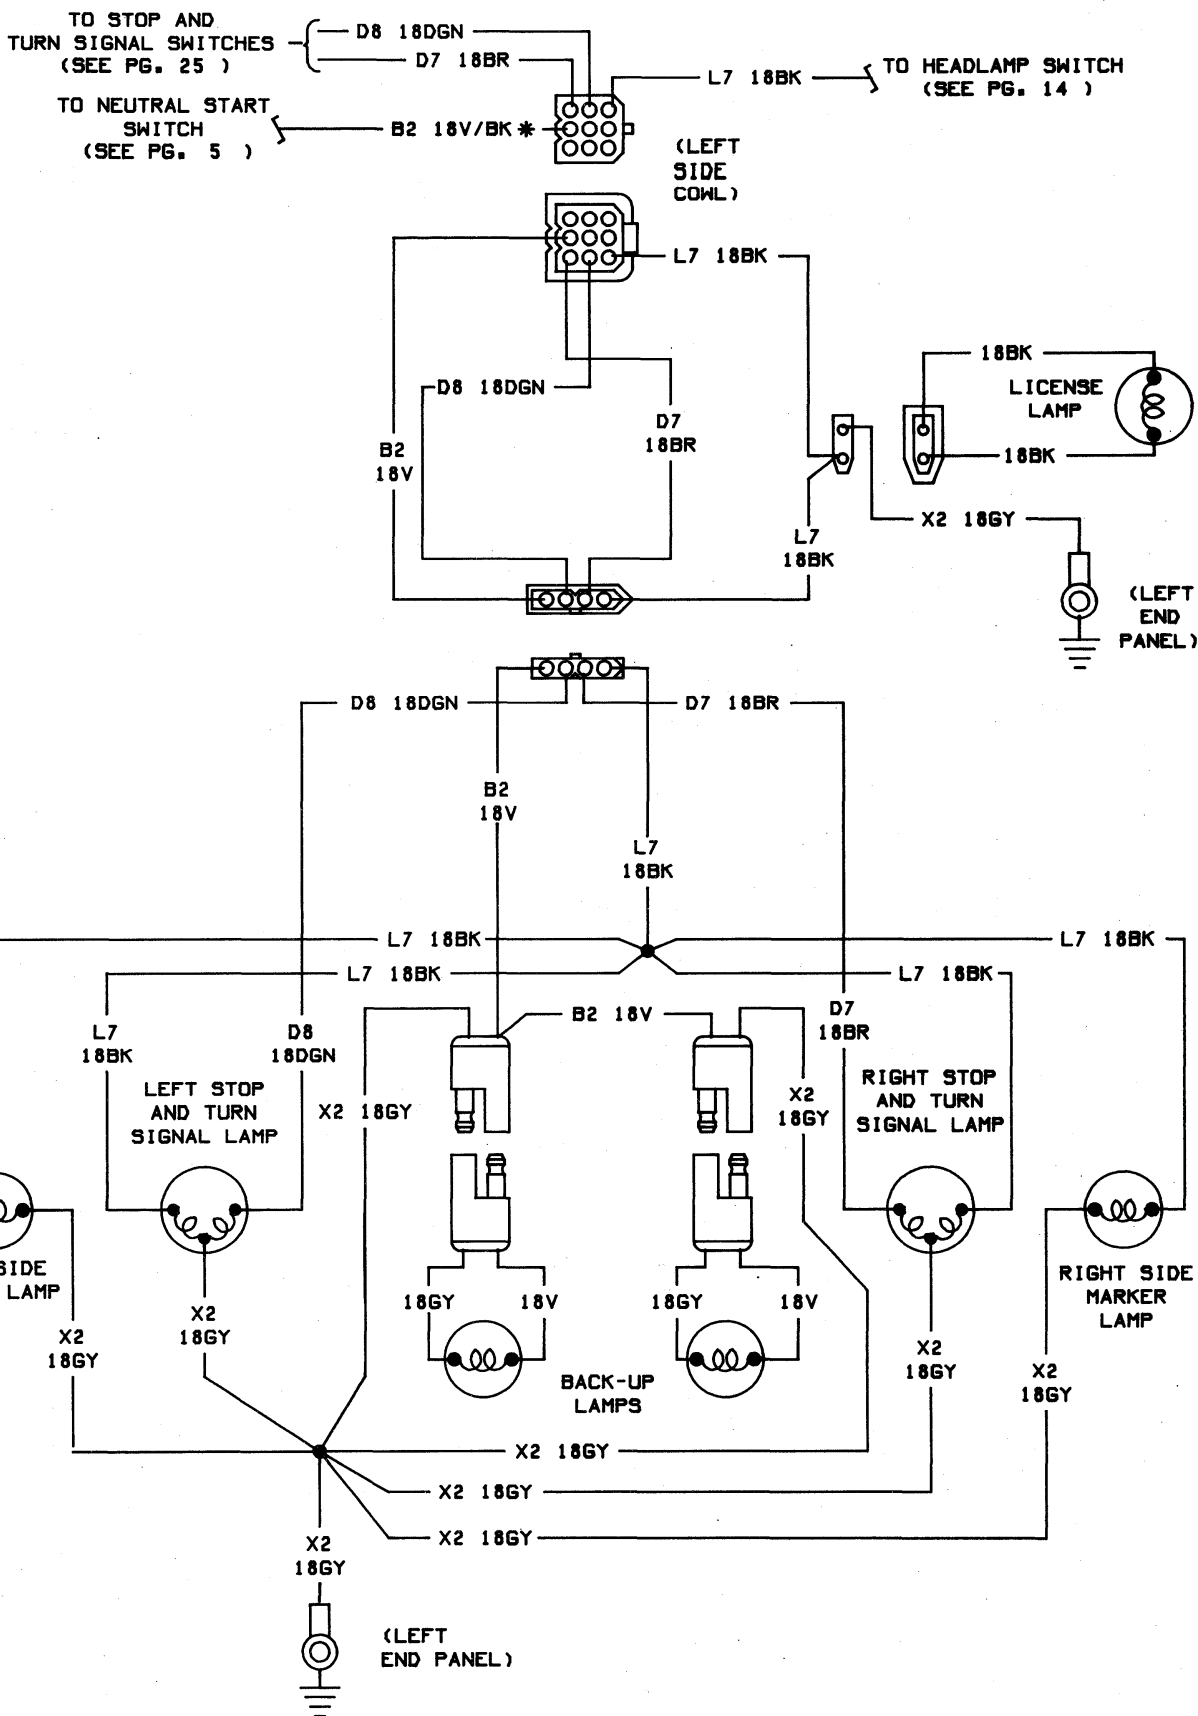 TO STOP AND
TURN SIGNAL SWITCHES
(SEE PG. 25 )
D8 18DGN
D7 18BR
L7 18BK
TO HEADLAMP SWITCH
(SEE PG. 14 )
TO NEUTRAL START
SWITCH
(SEE PG. 5 )
B2 18V/BK *
(LEFT
SIDE
COWL)
L7 18BK
18BK
D8 18DGN
LICENSE
LAMP
D7
18BR
B2
18V
18BK
X2 18GY
L7
18BK
(LEFT
END
PANEL)
D8 18DGN
D7 18BR
B2
18V
L7
18BK
L7 18BK
L7 18BK
L7 18BK
L7 18BK
B2 18V
D7
18BR
L7
18BK
D8
18DGN
LEFT STOP
AND TURN
SIGNAL LAMP
X2 18GY
X2
18GY
RIGHT STOP
AND TURN
SIGNAL LAMP
SIDE
LAMP
18GY
18V
18GY
18V
RIGHT SIDE
MARKER
LAMP
X2
18GY
X2
18GY
BACK-UP
LAMPS
X2
18GY
X2
18GY
X2 18GY
X2 18GY
X2 18GY
X2
18GY
(LEFT
END PANEL)